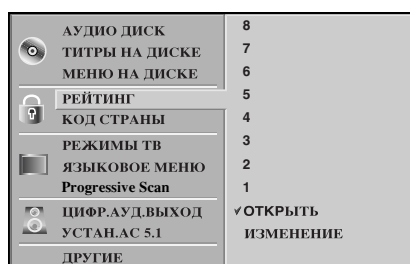 АУДИО ДИСК
ТИТРЫ НА ДИСКЕ
МЕНЮ НА ДИСКЕ
РЕЙТИНГ
КОД СТРАНЫ
РЕЖИМЫ ТВ
ЯЗЫКОВОЕ МЕНЮ
Progressive Scan
ЦИФР.АУД.ВЫХОД
УСТАН.АС 5.1
ДРУГИЕ
8
7
6
5
4
3
2
1
✓ОТКРЫТЬ
ИЗМЕНЕНИЕ